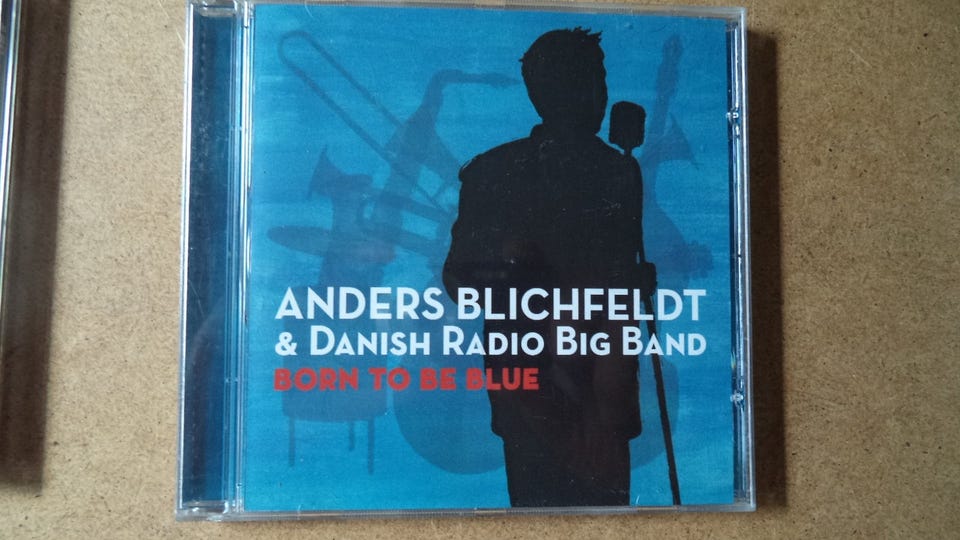 ANDERS BLICHFELDT
& DANISH RADIO BIG BAND
BORN TO BE BLUE